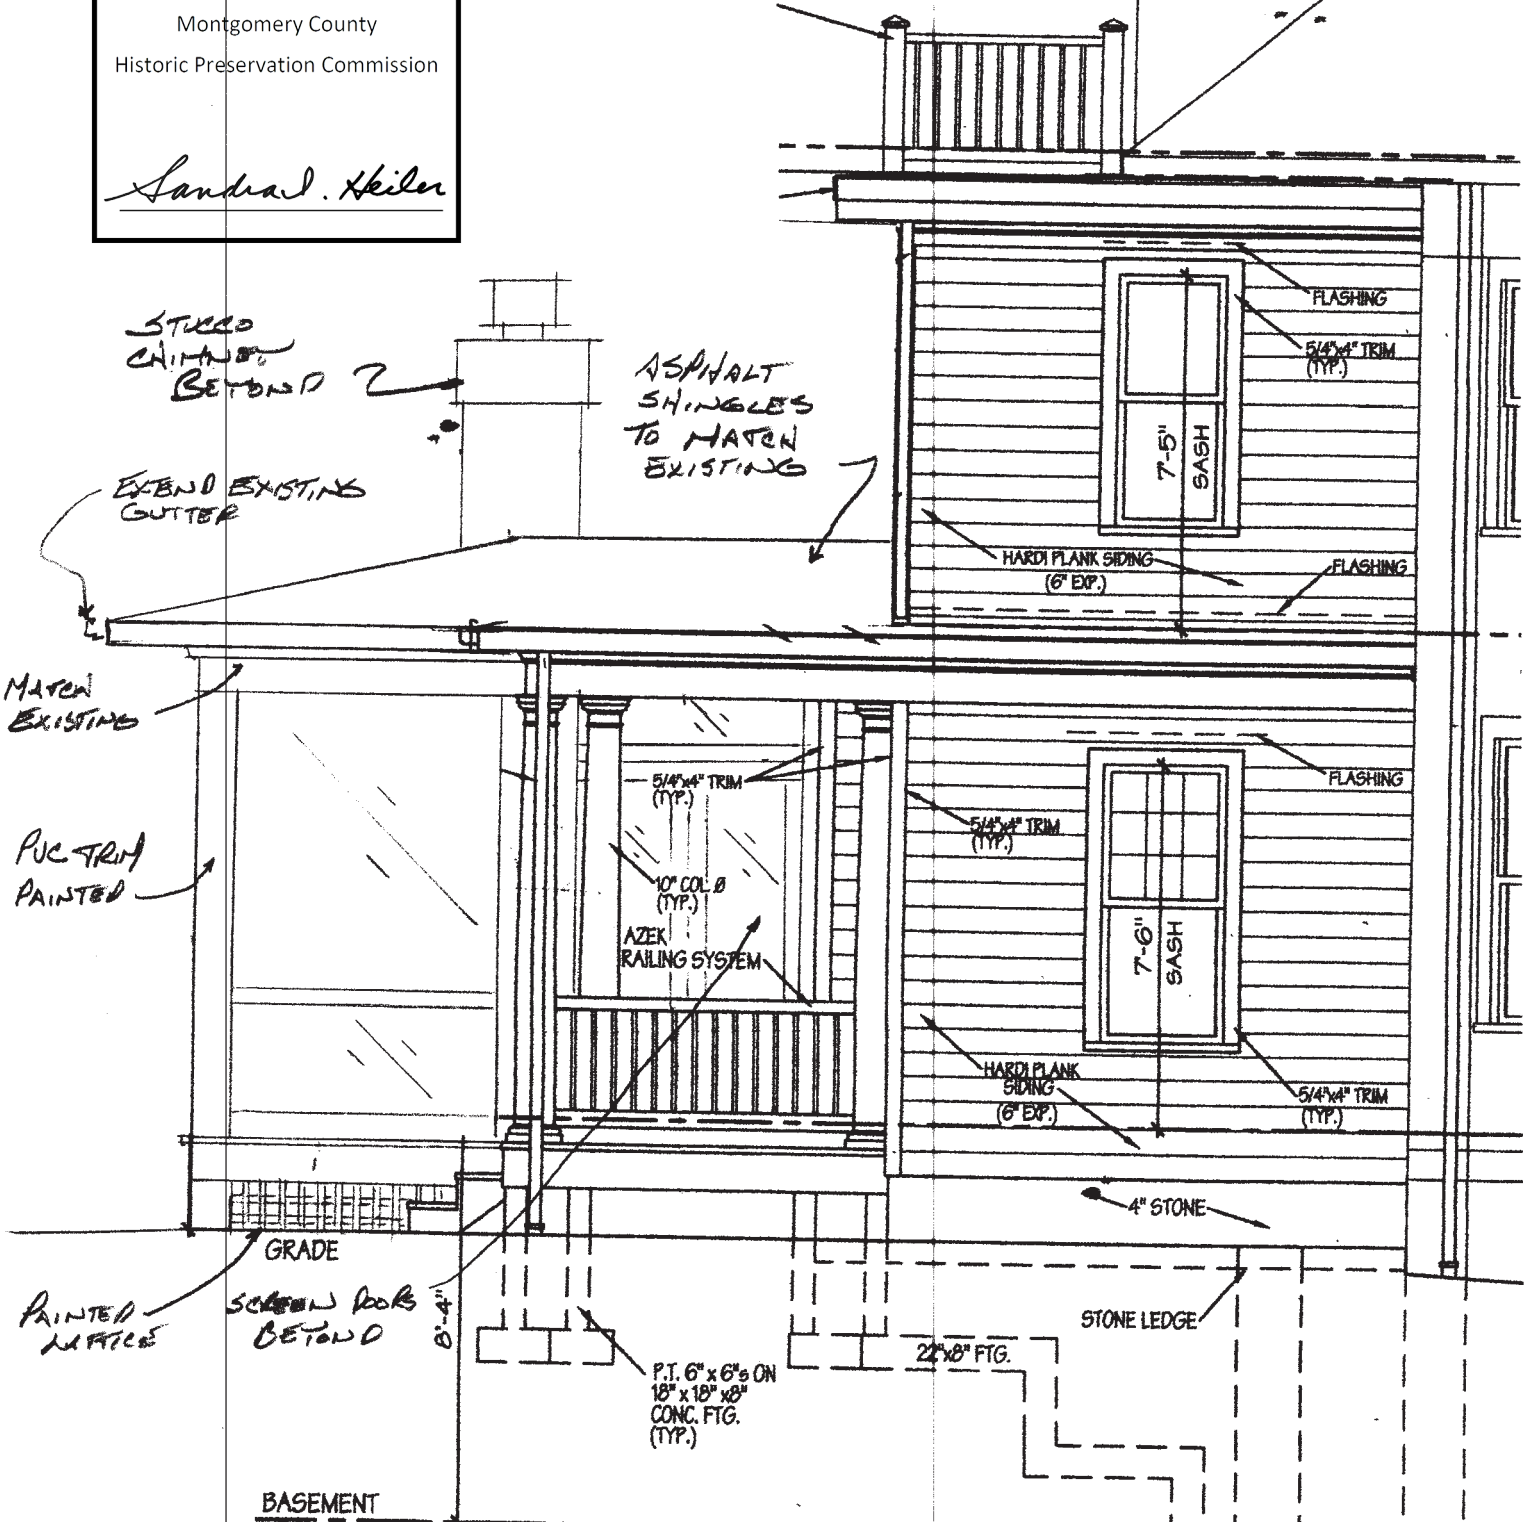 Montgomery County
Historic Preservation Commission
Sandra I. Heiler
STUCCO
CHIMNEY
BEYOND
ASPHALT
SHINGLES
TO MATCH
EXISTING
EXTEND EXISTING
GUTTER
FLASHING
5/4"x4" TRIM
(TYP.)
7'-5"
SASH
HARDI PLANK SIDING
(6" EXP.)
FLASHING
MATCH
EXISTING
FLASHING
5/4"x4" TRIM
(TYP.)
5/4"x4" TRIM
(TYP.)
PVC TRIM
PAINTED
10" COL Ø
(TYP.)
AZEK
RAILING SYSTEM
7'-6"
SASH
HARDI PLANK
SIDING
(6" EXP.)
5/4"x4" TRIM
(TYP.)
4" STONE
GRADE
PAINTED
LATTICE
SCREEN DOORS
BEYOND
8'-4"
STONE LEDGE
22"x8" FTG.
P.T. 6" x 6"s ON
18" x 18" x8"
CONC. FTG.
(TYP.)
BASEMENT